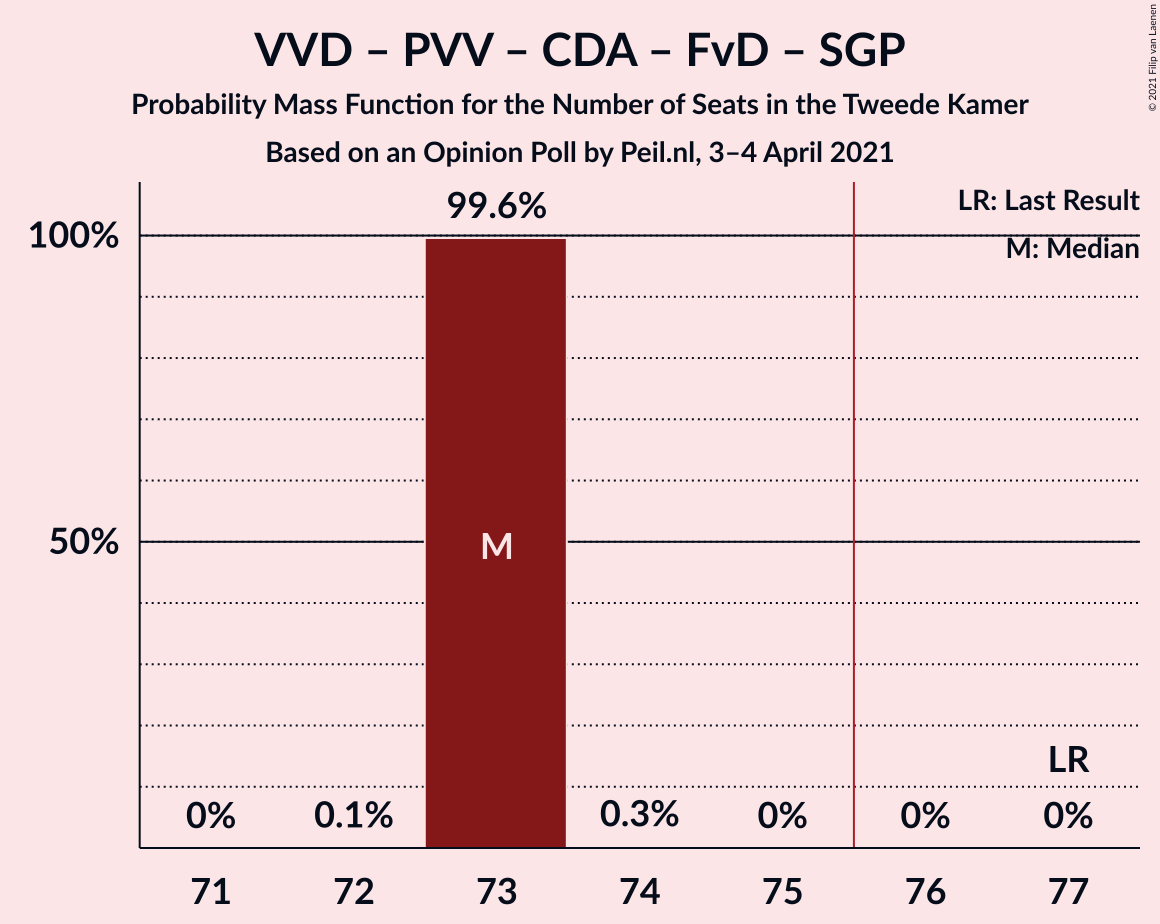 VVD – PVV – CDA – FvD – SGP
Probability Mass Function for the Number of Seats in the Tweede Kamer
Based on an Opinion Poll by Peil.nl, 3–4 April 2021
© 2021 Filip van Laenen
LR: Last Result
M: Median
99.6%
100%
50%
M
LR
0% 0.1% 0.3% 0% 0% 0%
71 72 73 74 75 76 77